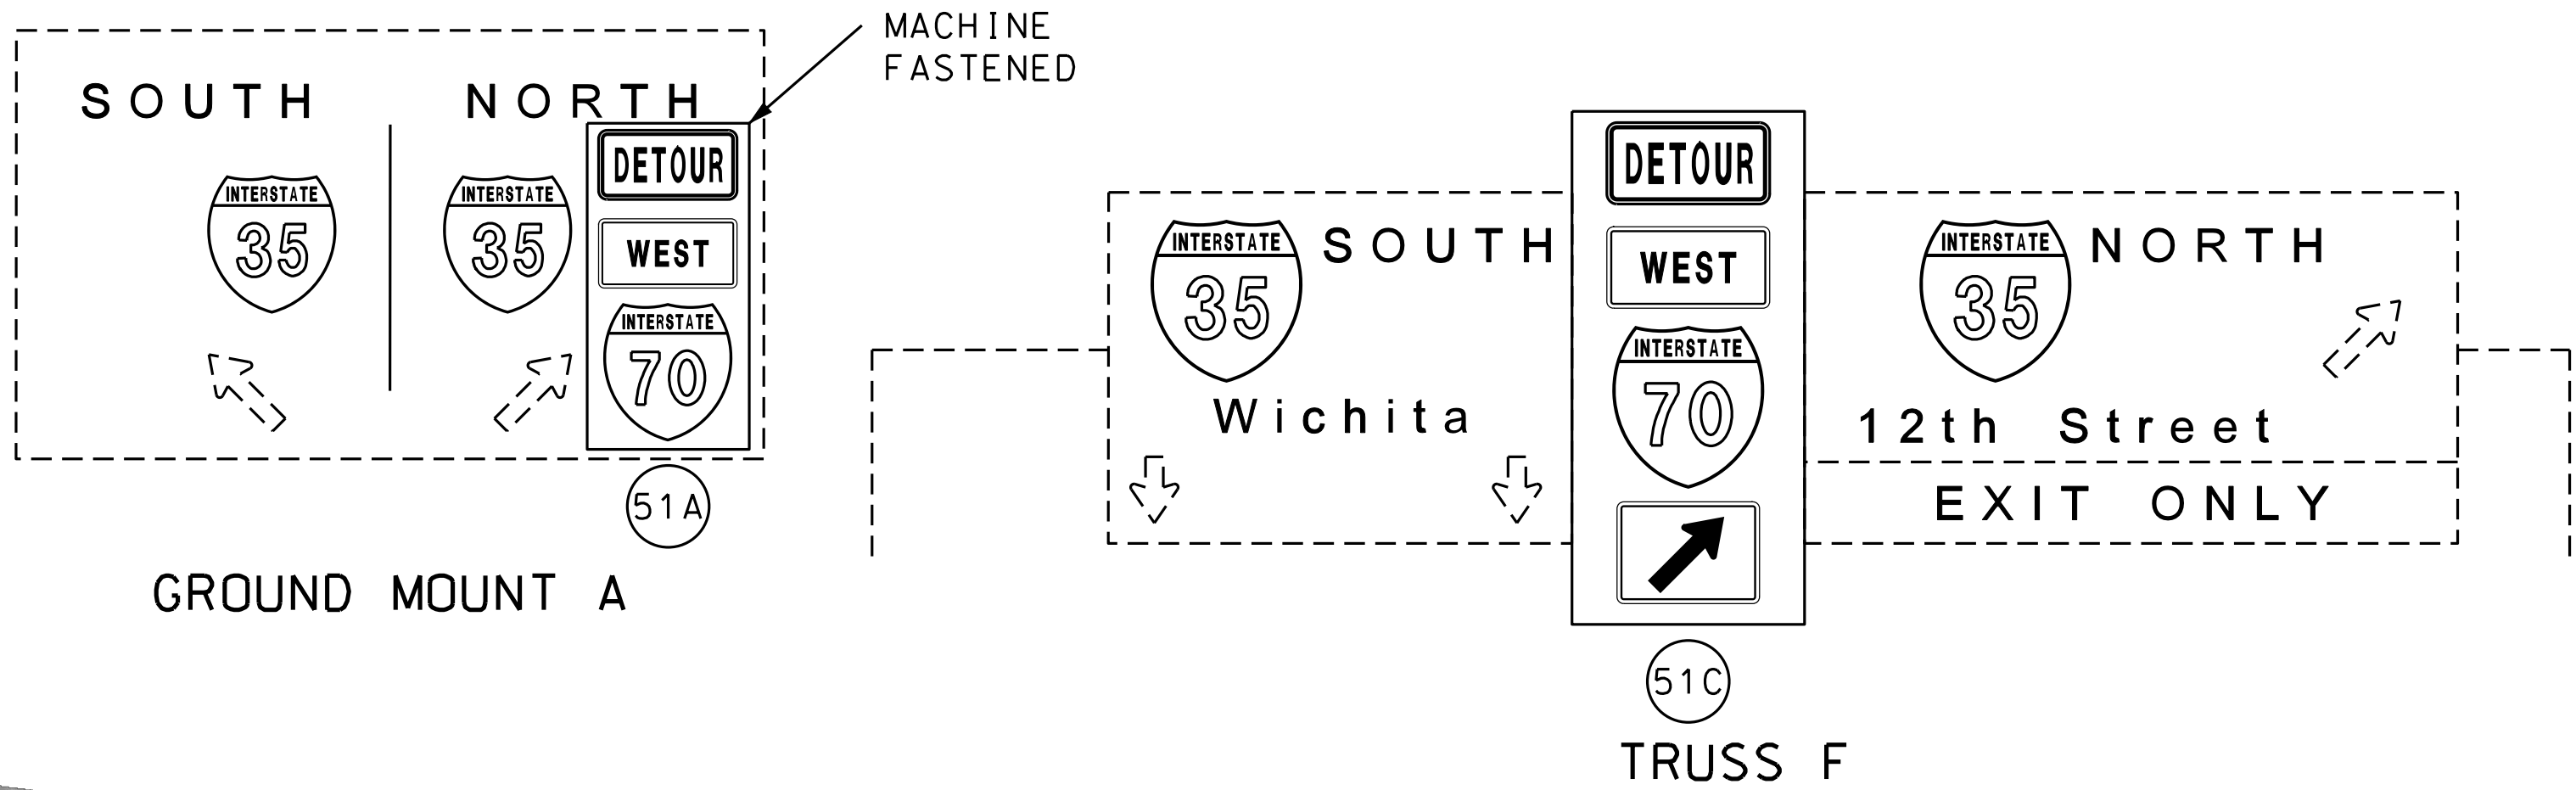 MACHINE
FASTENED
SOUTH
NORTH
INTERSTATE
35
INTERSTATE
35
DETOUR
WEST
INTERSTATE
70
51A
GROUND MOUNT A
INTERSTATE
35
SOUTH
Wichita
DETOUR
WEST
INTERSTATE
70
INTERSTATE
35
NORTH
12th Street
EXIT ONLY
51C
TRUSS F